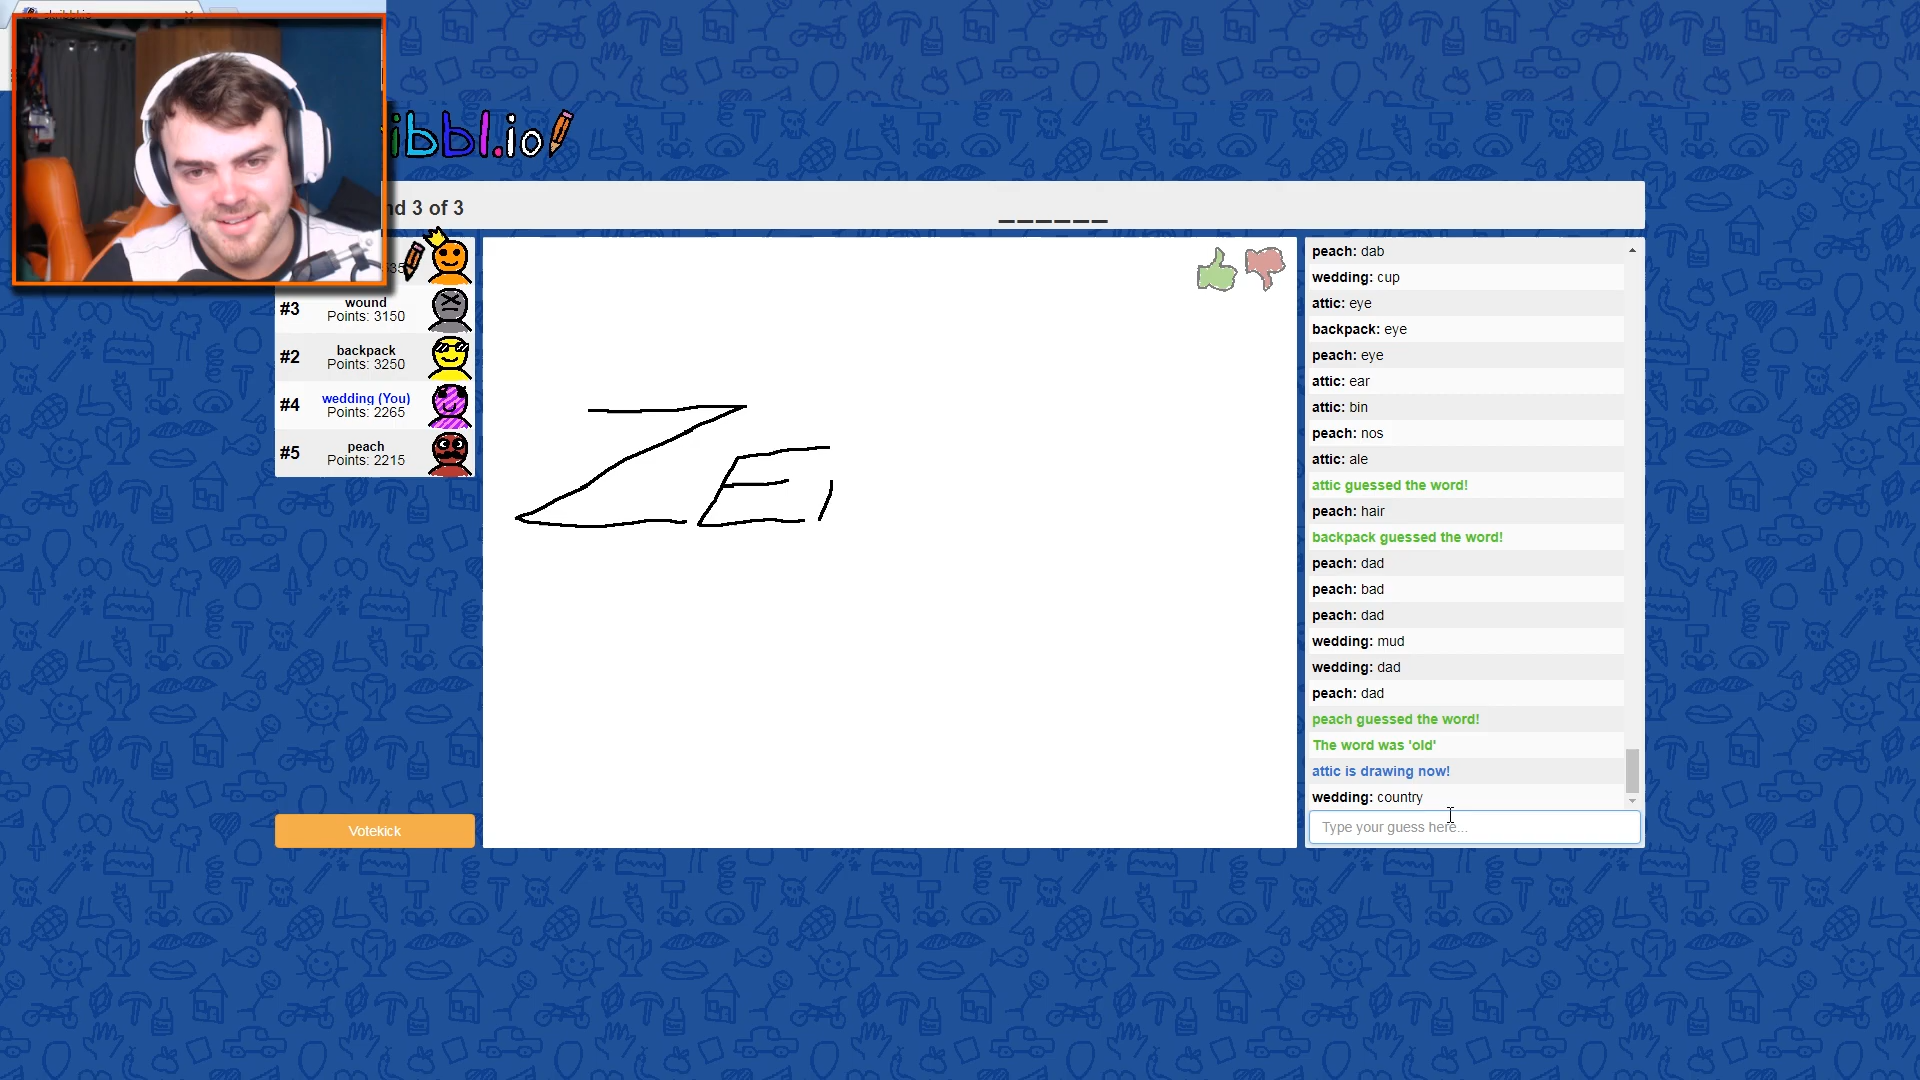 ibbl.io
nd 3 of 3
______
#3
wound
Points: 3150
#2
backpack
Points: 3250
#4
wedding (You)
Points: 2265
#5
peach
Points: 2215
Votekick
ZE
peach: dab
wedding: cup
attic: eye
backpack: eye
peach: eye
attic: ear
attic: bin
peach: nos
attic: ale
attic guessed the word!
peach: hair
backpack guessed the word!
peach: dad
peach: bad
peach: dad
wedding: mud
wedding: dad
peach: dad
peach guessed the word!
The word was 'old'
attic is drawing now!
wedding: country
Type your guess here...